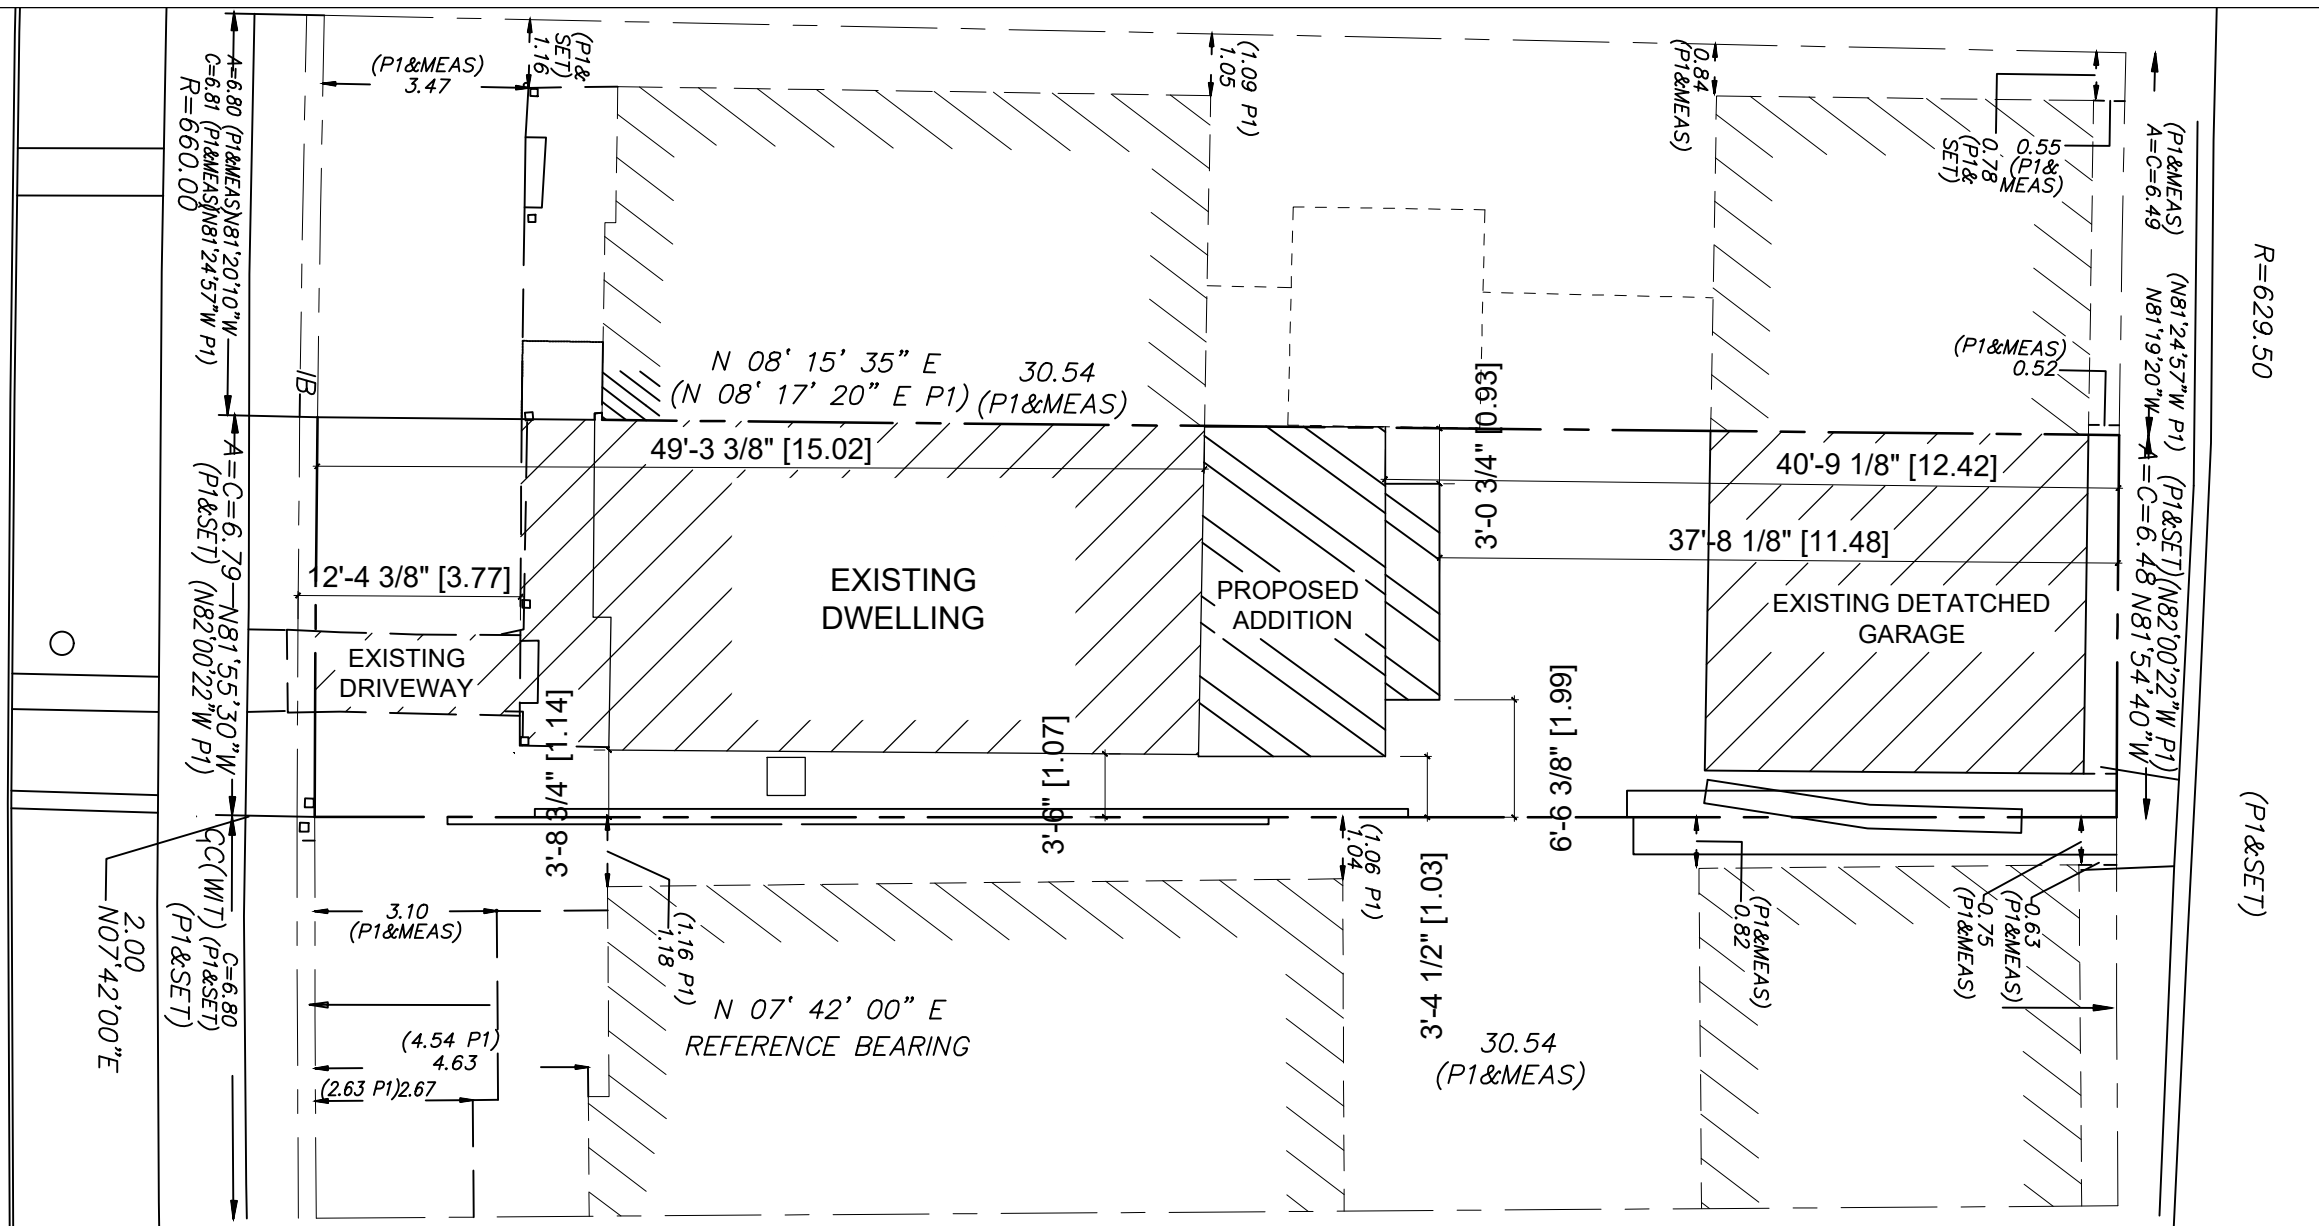 A=6.80 (P1&MEAS)N81'20'10"W
C=6.81 (P1&MEAS)(N81'24'57"W P1)
R=660.00
(P1&MEAS)
3.47
(P1&
SET)
1.16
(1.09 P1)
1.05
0.84
(P1&MEAS)
0.78
(P1&
SET)
0.55
(P1&
MEAS)
(P1&MEAS)
A=C=6.49
(N81'24'57"W P1)
N81'19'20"W
R=629.50
(P1&MEAS)
0.52
IB
N 08' 15' 35" E
(N 08' 17' 20" E P1)
30.54
(P1&MEAS)
49'-3 3/8" [15.02]
3'-0 3/4" [0.93]
40'-9 1/8" [12.42]
37'-8 1/8" [11.48]
12'-4 3/8" [3.77]
A=C=6.79 N81'55'30"W
(P1&SET) (N82'00'22"W P1)
EXISTING
DWELLING
PROPOSED
ADDITION
EXISTING DETATCHED
GARAGE
(P1&SET)(N82'00'22"W P1)
A=C=6.48 N81'54'40"W
EXISTING
DRIVEWAY
3'-8 3/4" [1.14]
3'-6" [1.07]
6'-6 3/8" [1.99]
(1.06 P1)
1.04
3'-4 1/2" [1.03]
(P1&MEAS)
0.82
0.63
(P1&MEAS)
0.75
(P1&MEAS)
(P1&SET)
CC(WIT)
(P1&SET)
C=6.80
(P1&SET)
2.00
N07'42'00"E
3.10
(P1&MEAS)
(1.16 P1)
1.18
N 07' 42' 00" E
REFERENCE BEARING
(4.54 P1)
4.63
(2.63 P1)2.67
30.54
(P1&MEAS)